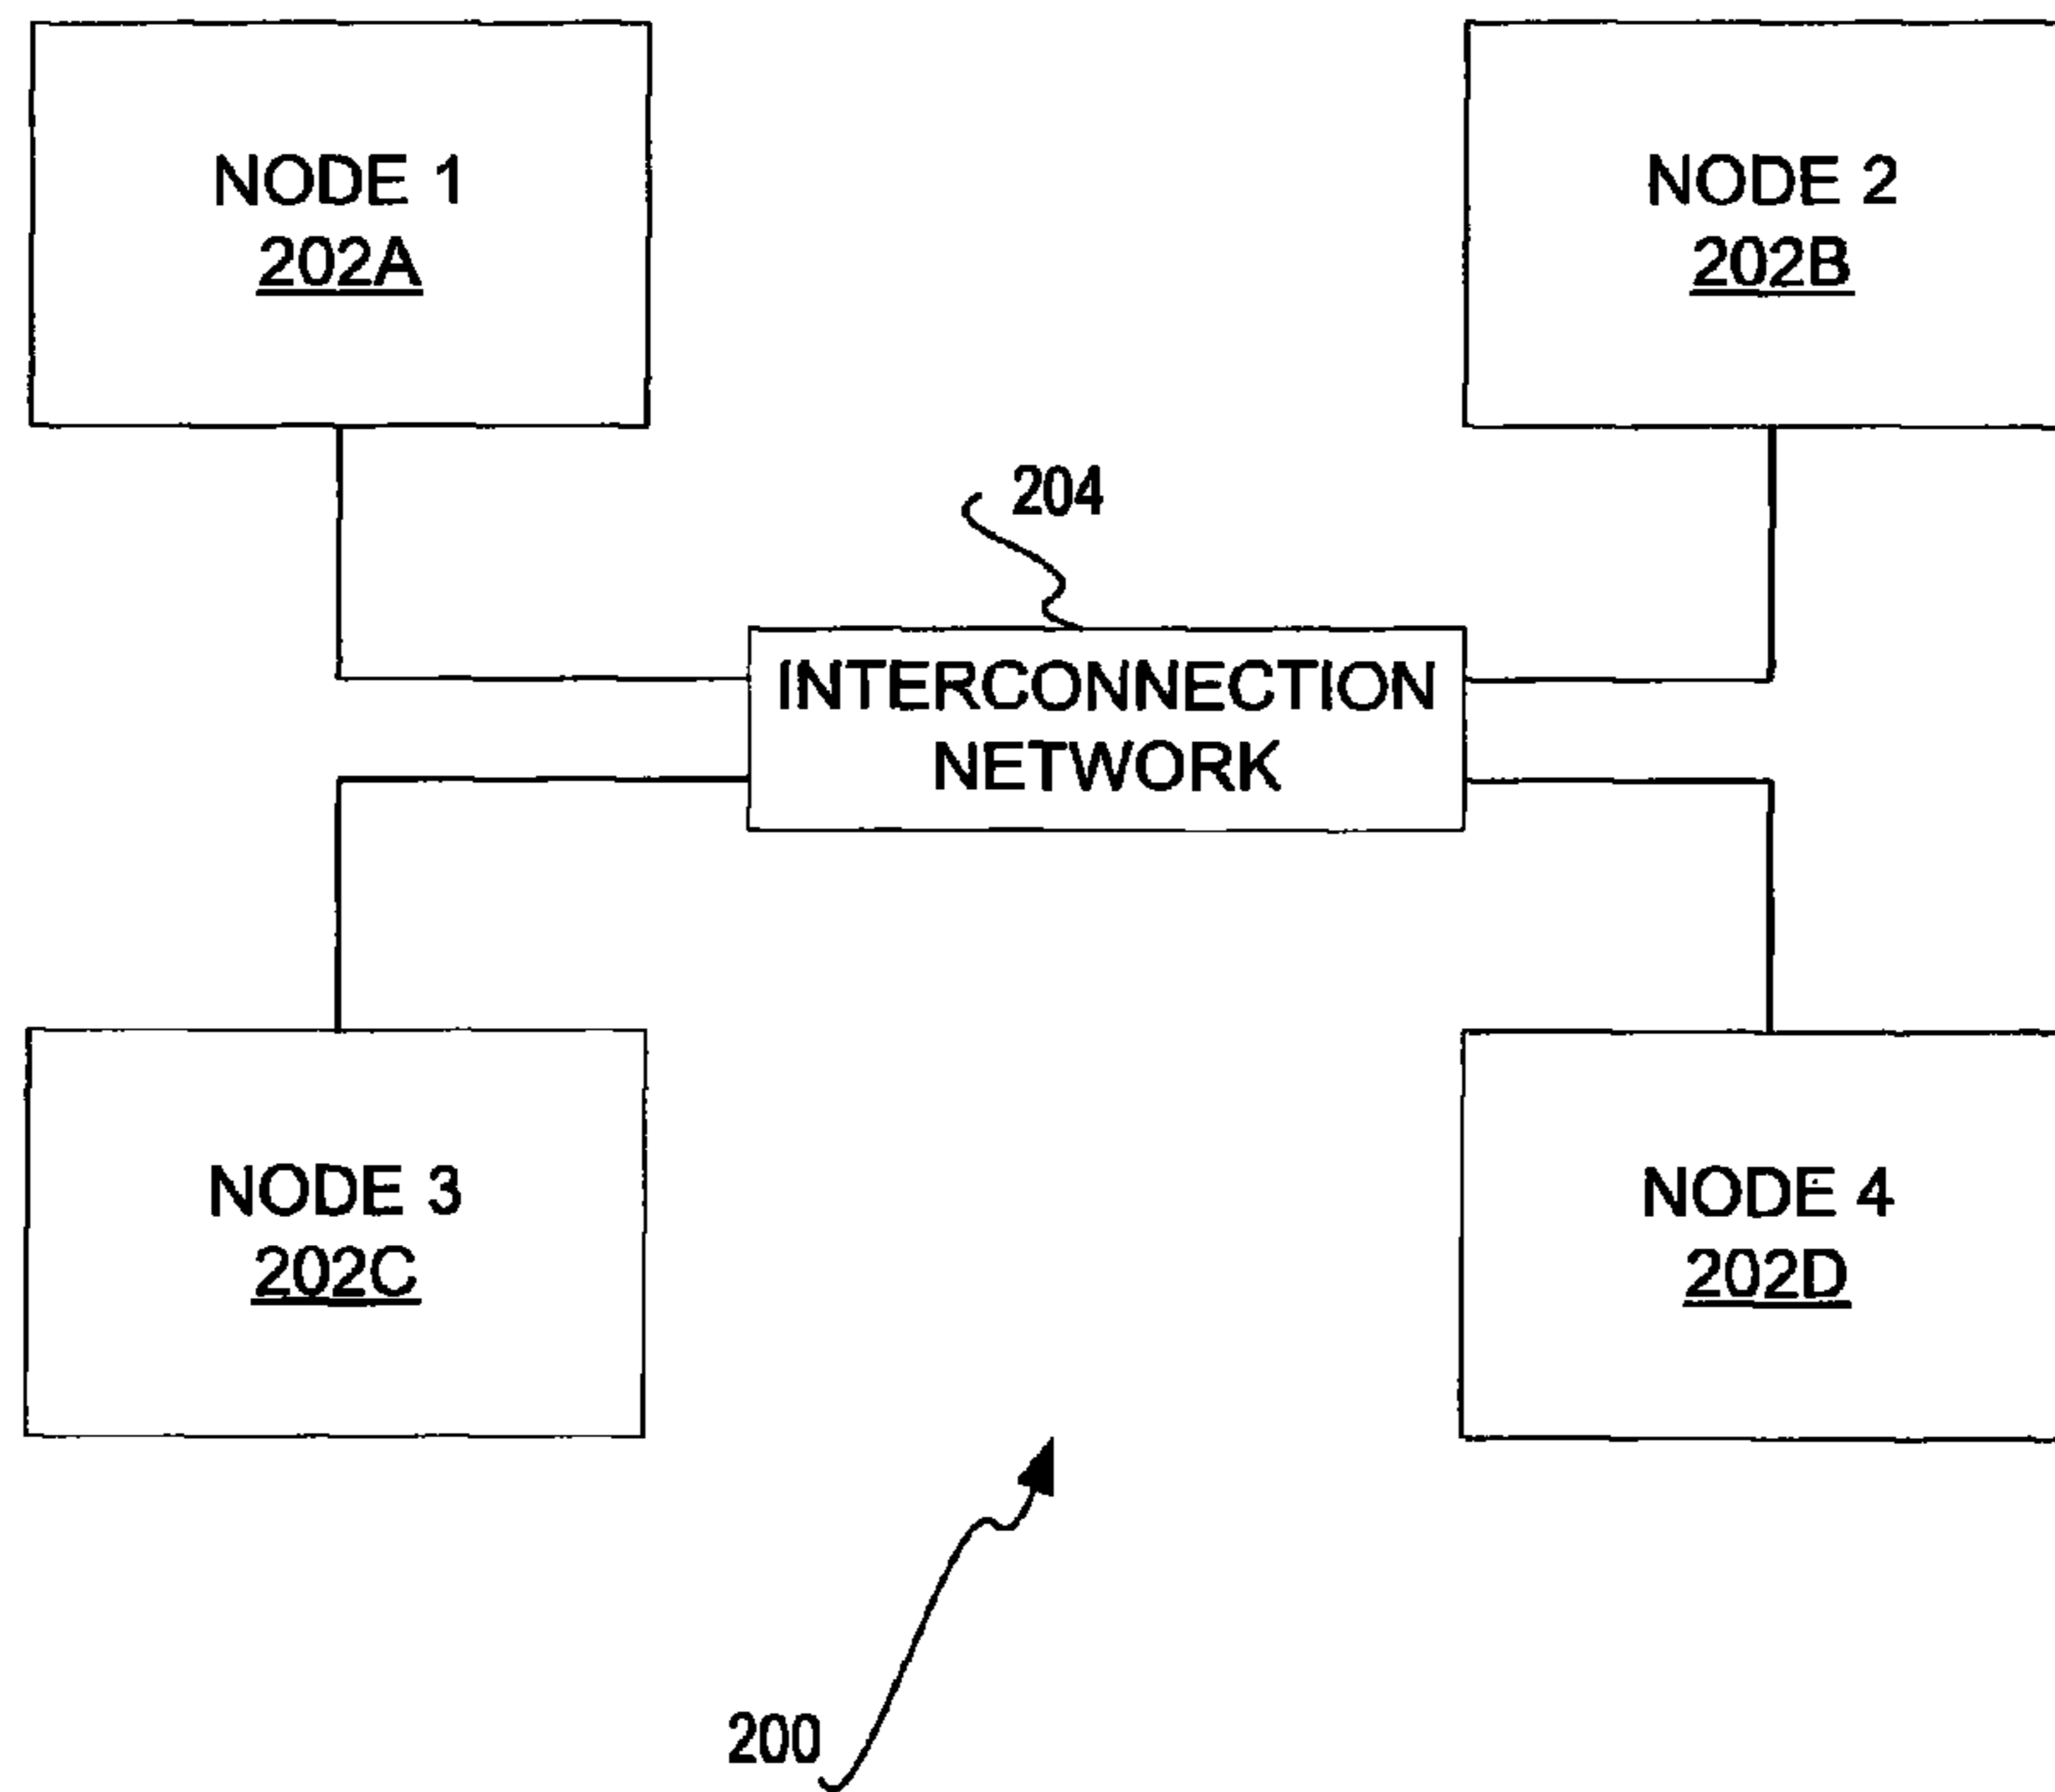 NODE 1
202A
NODE 2
202B
204
INTERCONNECTION
NETWORK
NODE 3
202C
NODE 4
202D
200